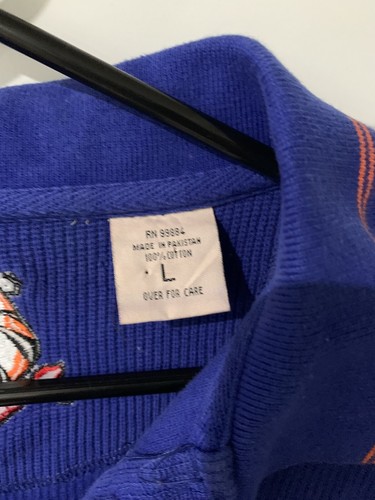 RN 99884
MADE IN PAKISTAN
100% COTTON
L
OVER FOR CARE